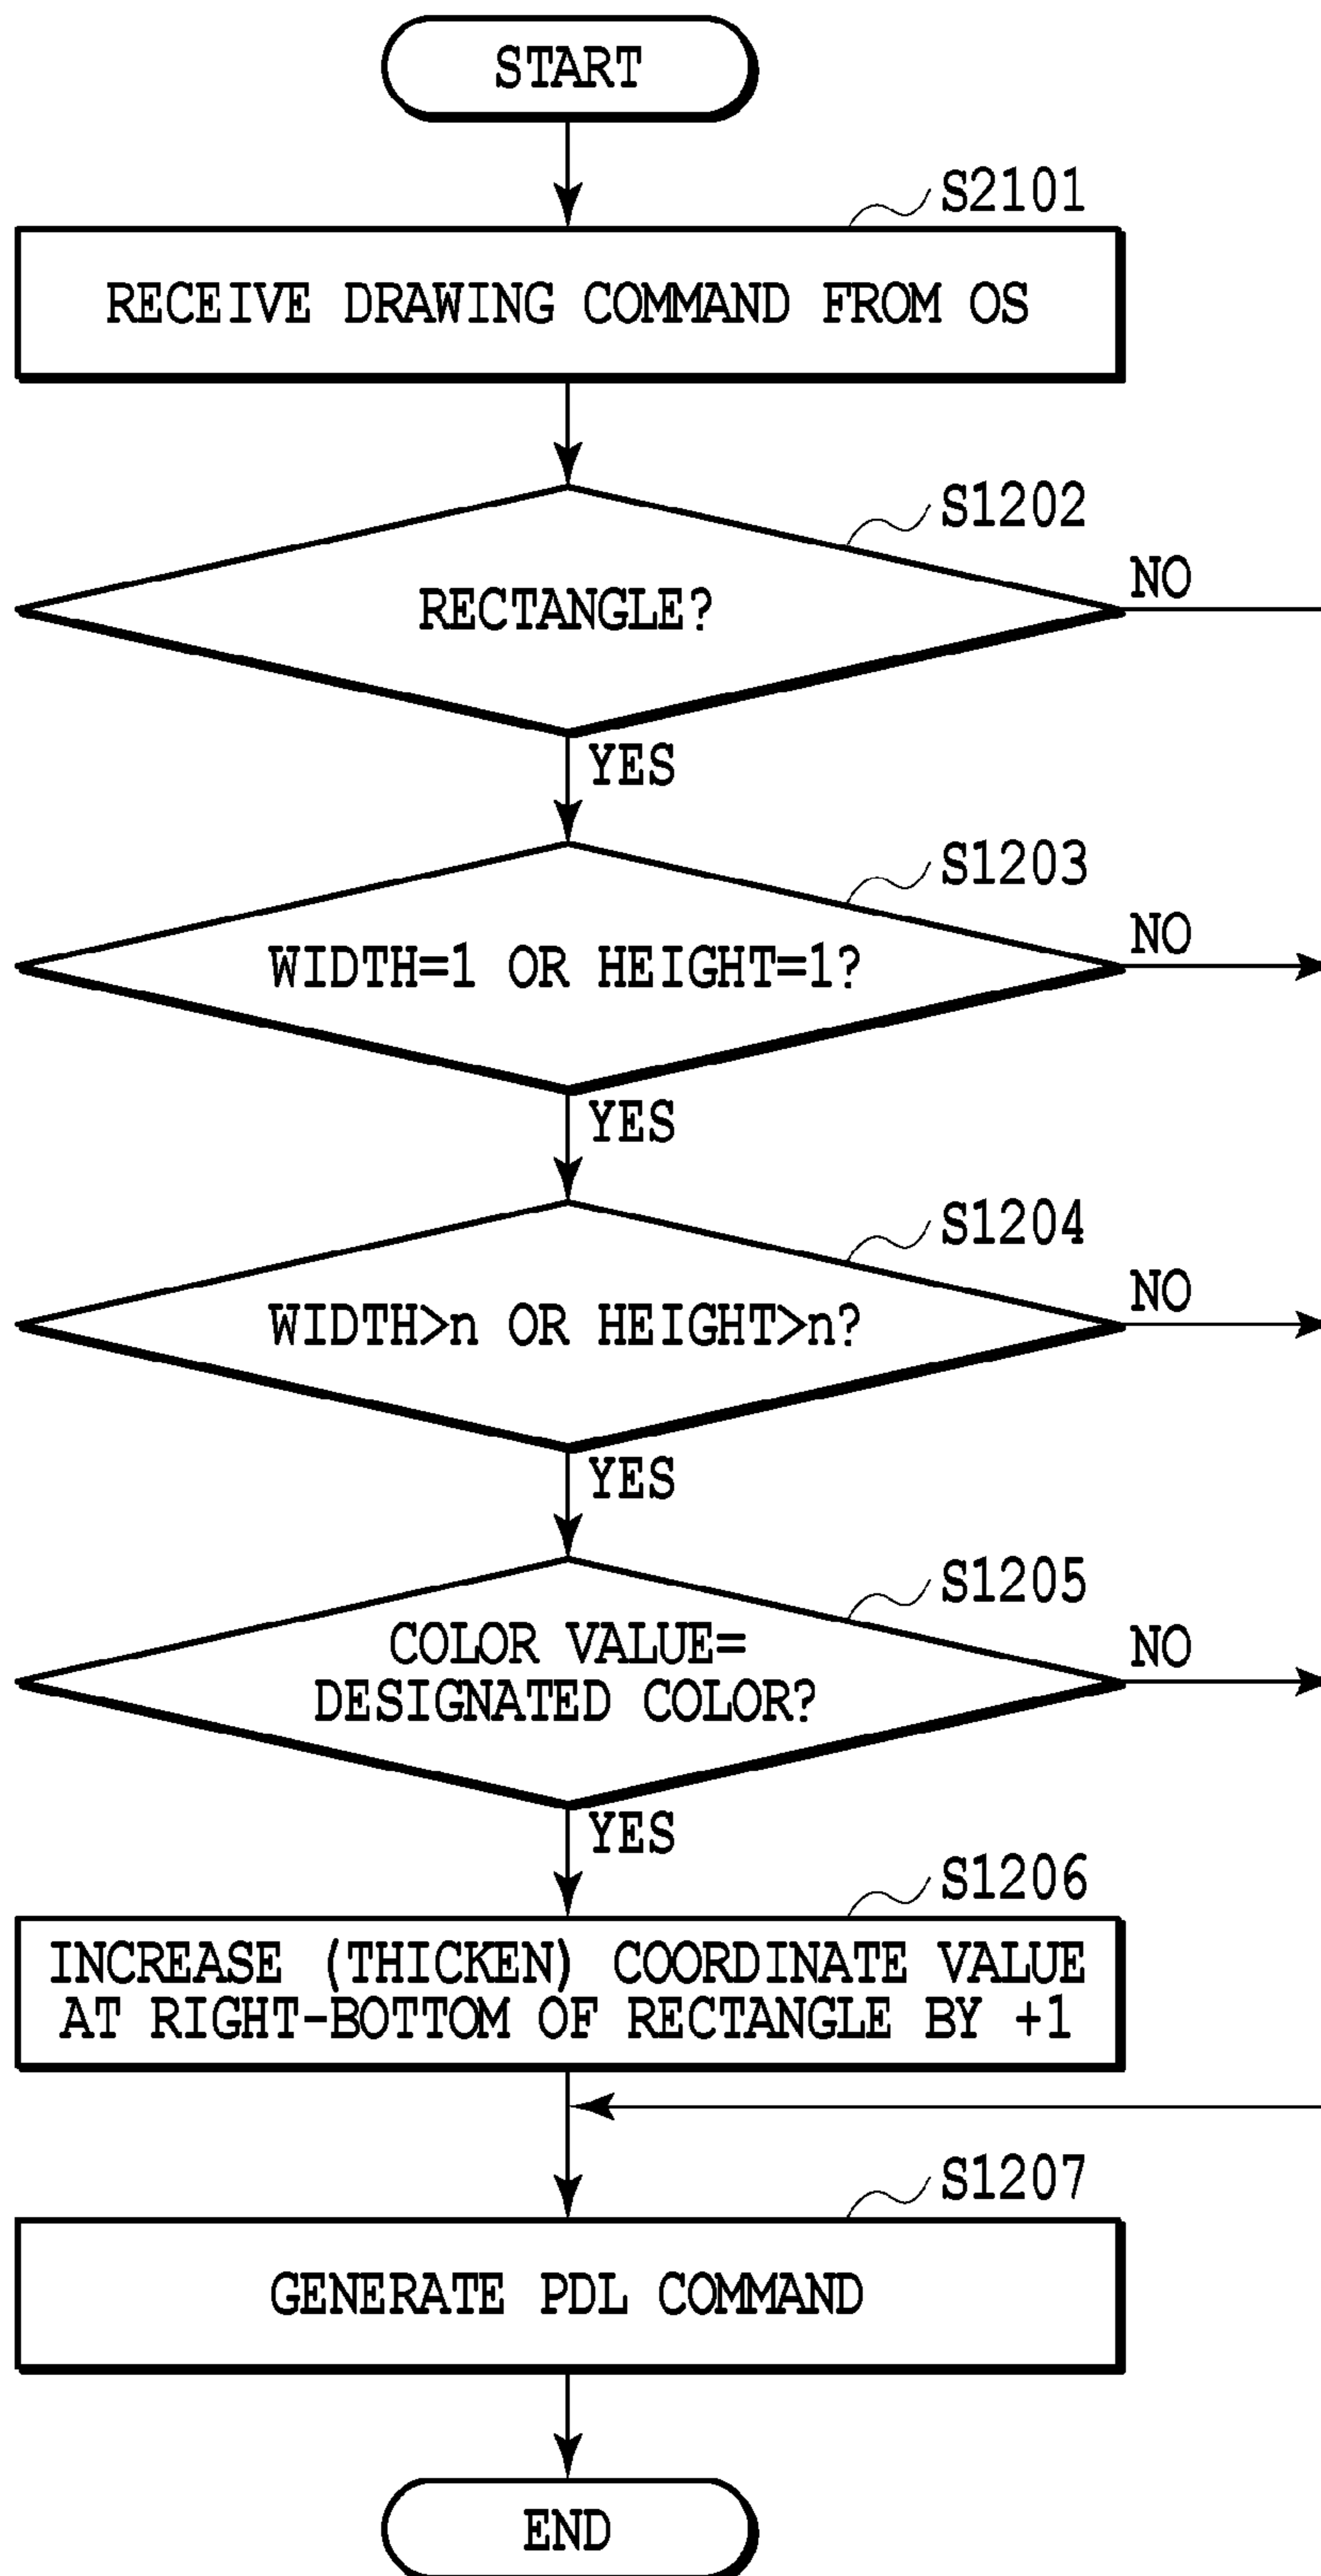 START
S2101
RECEIVE DRAWING COMMAND FROM OS
S1202
RECTANGLE?
NO
YES
S1203
WIDTH=1 OR HEIGHT=1?
NO
YES
S1204
WIDTH>n OR HEIGHT>n?
NO
YES
S1205
COLOR VALUE=
DESIGNATED COLOR?
NO
YES
S1206
INCREASE (THICKEN) COORDINATE VALUE
AT RIGHT-BOTTOM OF RECTANGLE BY +1
S1207
GENERATE PDL COMMAND
END